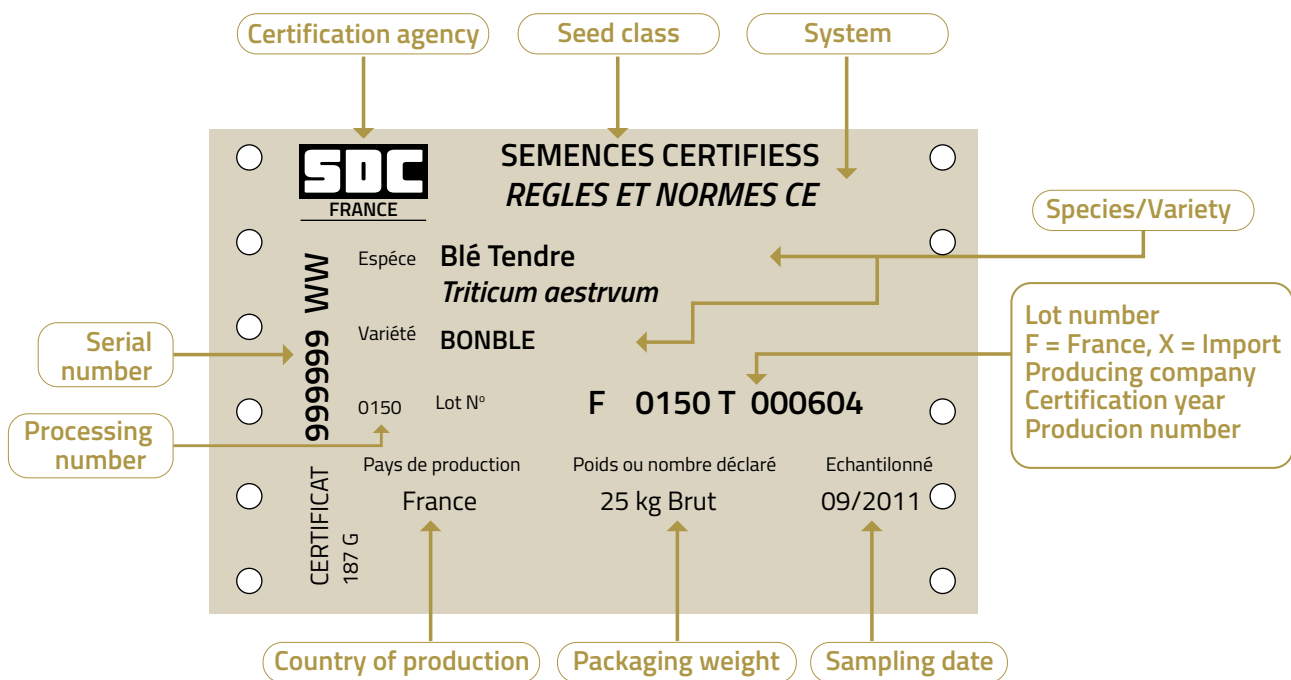 Certification agency
Seed class
System
SDC
FRANCE
SEMENCES CERTIFIESS
REGLES ET NORMES CE
Species/Variety
Espéce
Blé Tendre
Triticum aestrvum
Variété
BONBLE
Serial
number
Processing
number
CERTIFICAT 9999999 WW
187 G
0150
Lot Nº
F 0150 T 000604
Lot number
F = France, X = Import
Producing company
Certification year
Producion number
Pays de production
France
Poids ou nombre déclaré
25 kg Brut
Echantilonné
09/2011
Country of production
Packaging weight
Sampling date